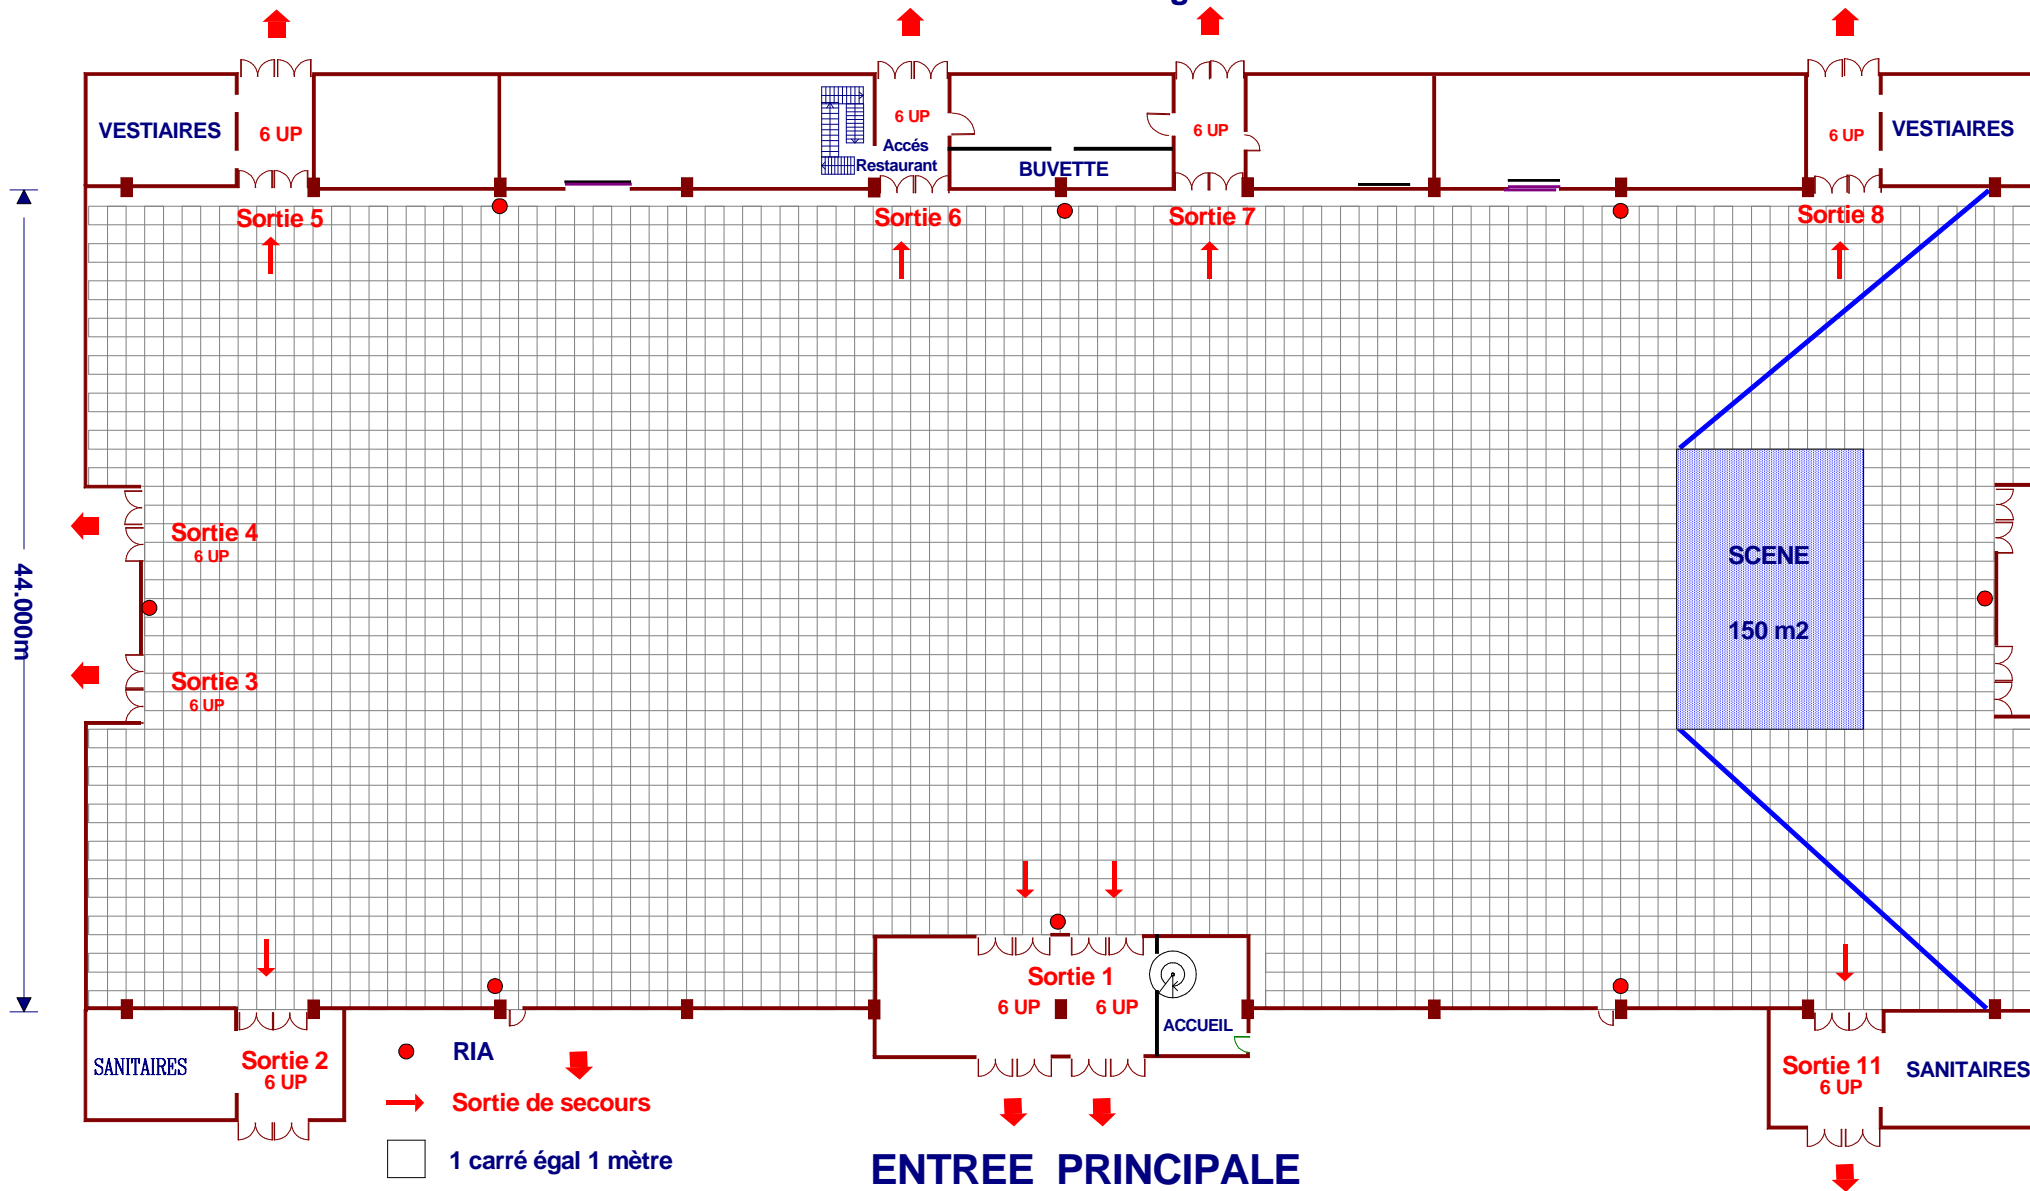 VESTIAIRES
6 UP
6 UP
Accés
Restaurant
BUVETTE
6 UP
6 UP
VESTIAIRES
Sortie 5
Sortie 6
Sortie 7
Sortie 8
Sortie 4
6 UP
44.000m
Sortie 3
6 UP
SCENE
150 m2
Sortie 1
6 UP
6 UP
ACCUEIL
SANITAIRES
Sortie 2
6 UP
RIA
Sortie de secours
1 carré égal 1 mètre
Sortie 11
6 UP
SANITAIRES
ENTREE PRINCIPALE